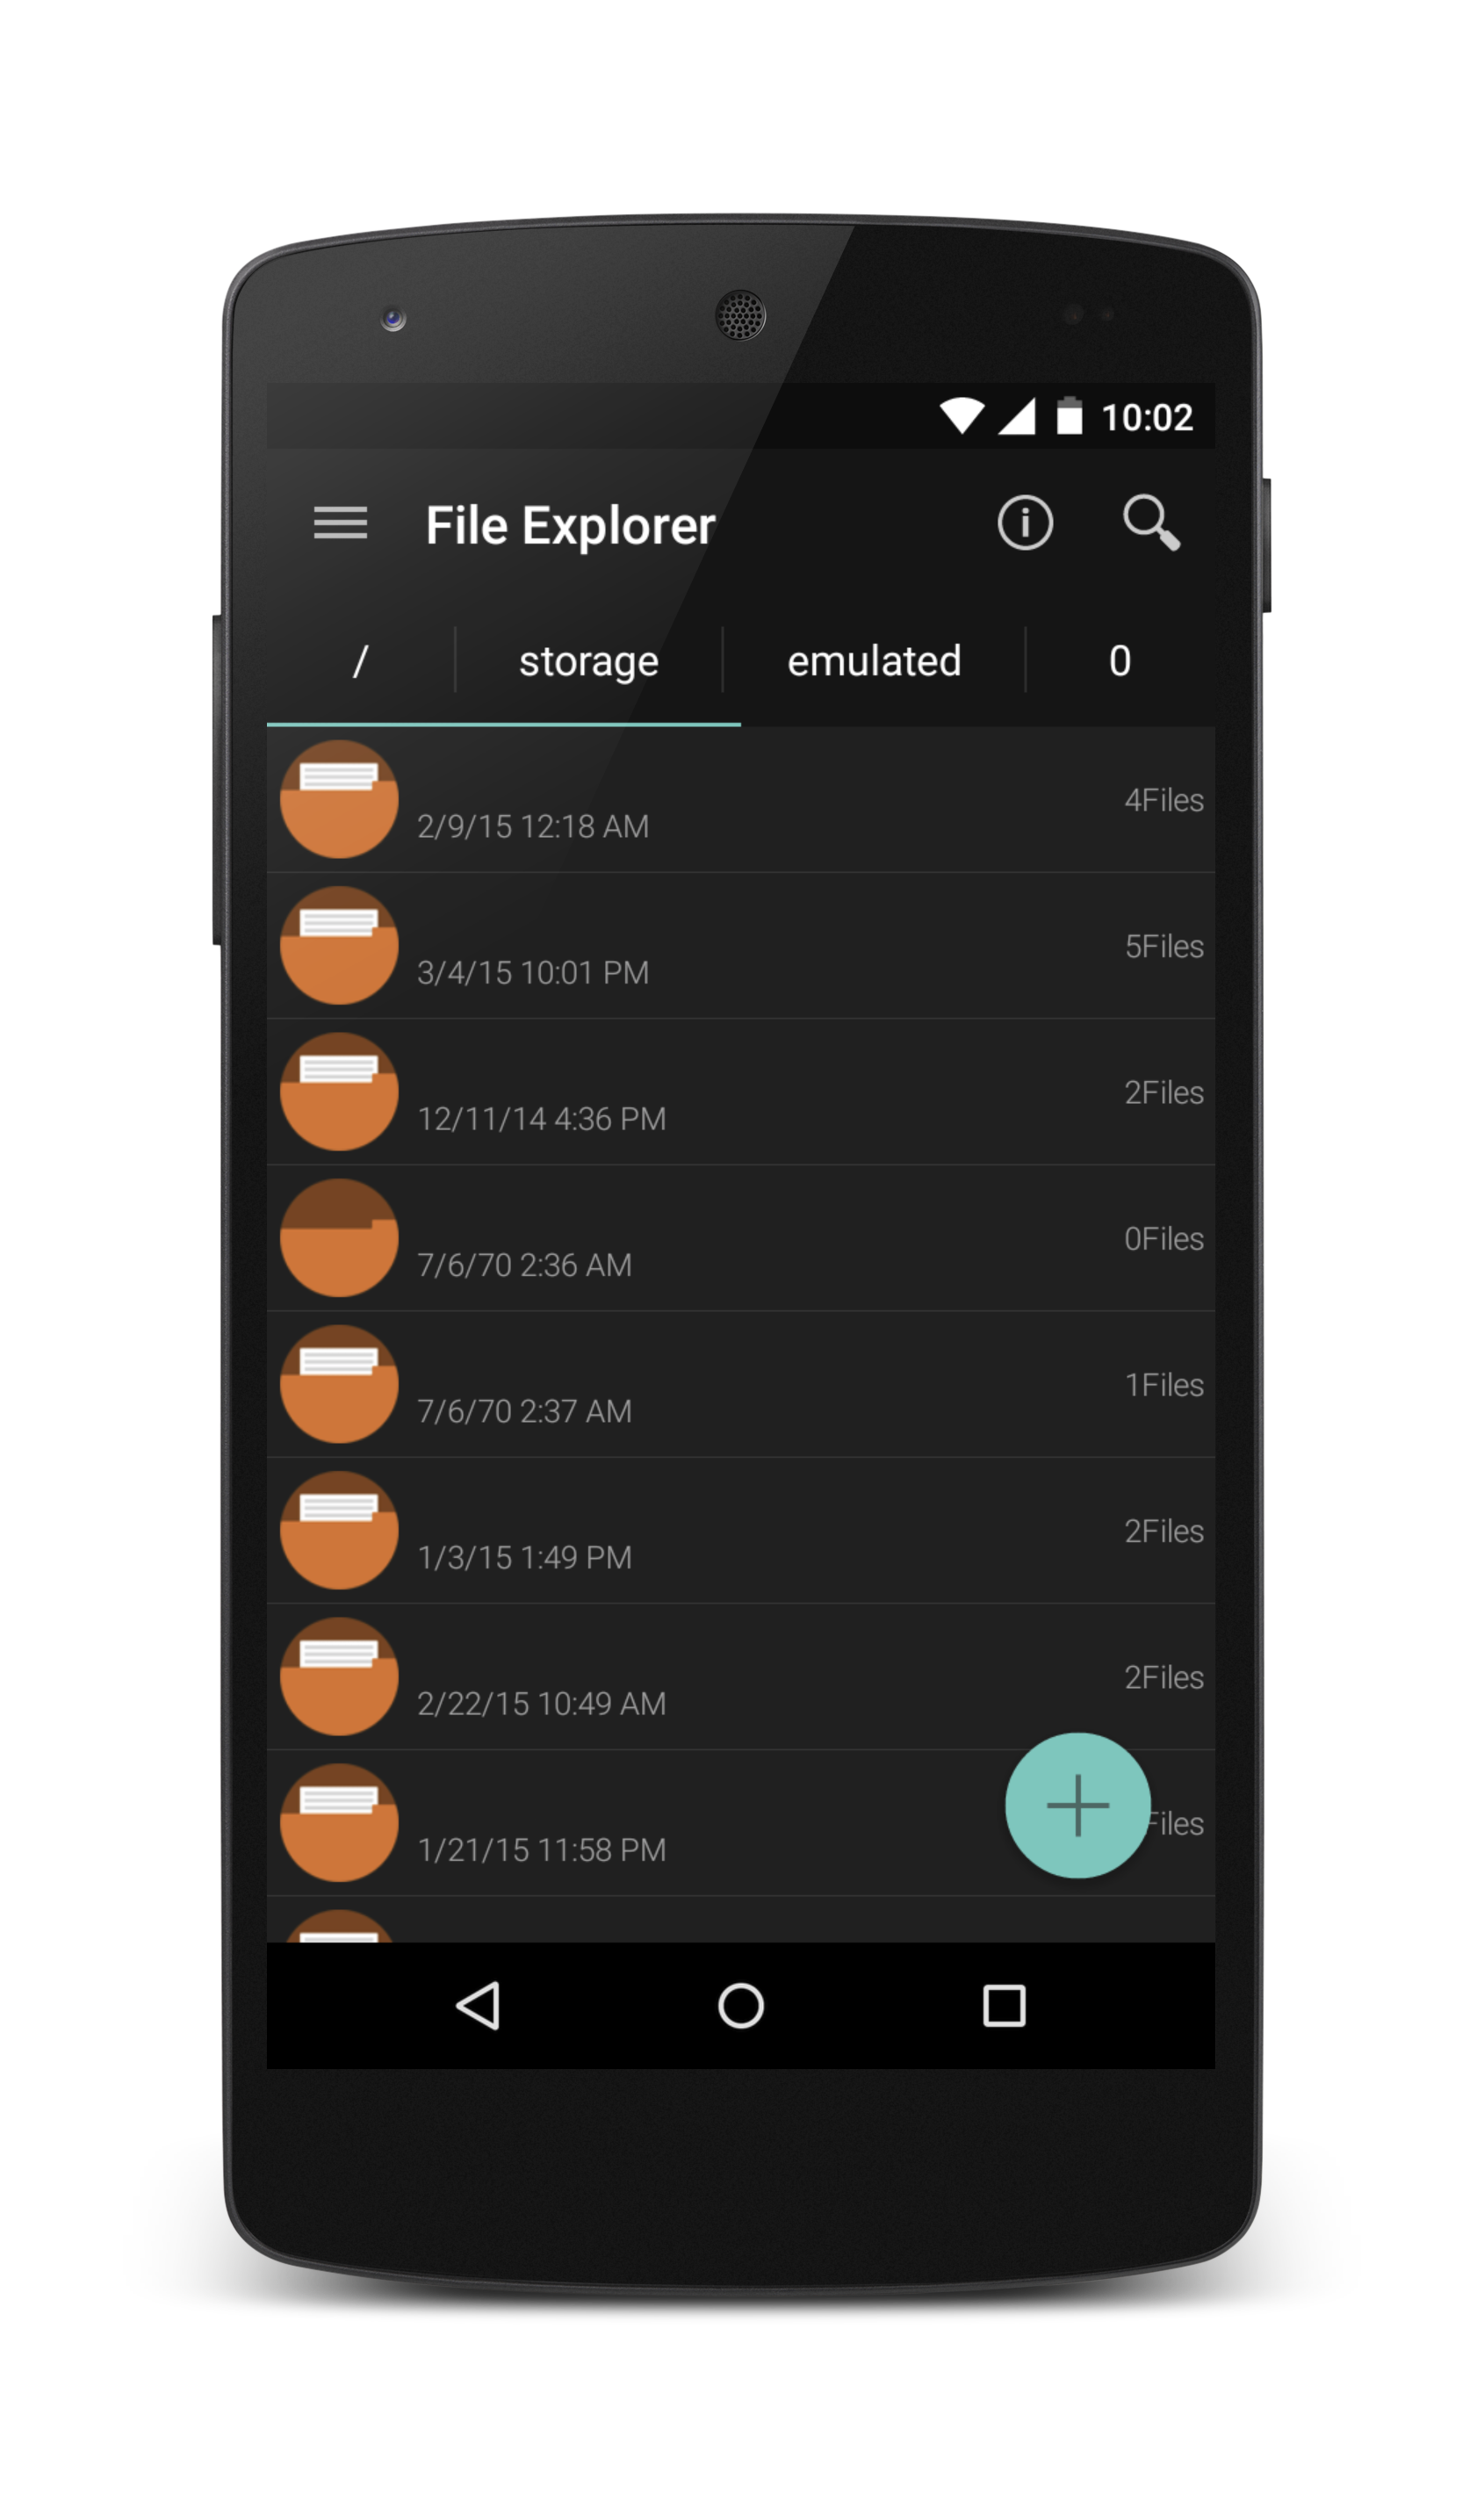 10:02
File Explorer
/ storage emulated 0
4Files
2/9/15 12:18 AM
5Files
3/4/15 10:01 PM
2Files
12/11/14 4:36 PM
0Files
7/6/70 2:36 AM
1Files
7/6/70 2:37 AM
2Files
1/3/15 1:49 PM
2Files
2/22/15 10:49 AM
Files
1/21/15 11:58 PM